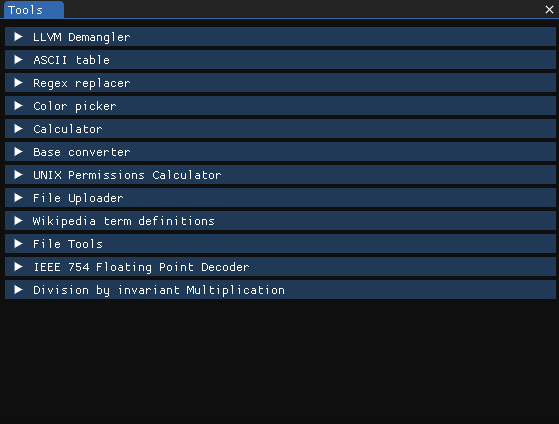 Tools
LLVM Demangler
ASCII table
Regex replacer
Color picker
Calculator
Base converter
UNIX Permissions Calculator
File Uploader
Wikipedia term definitions
File Tools
IEEE 754 Floating Point Decoder
Division by invariant Multiplication